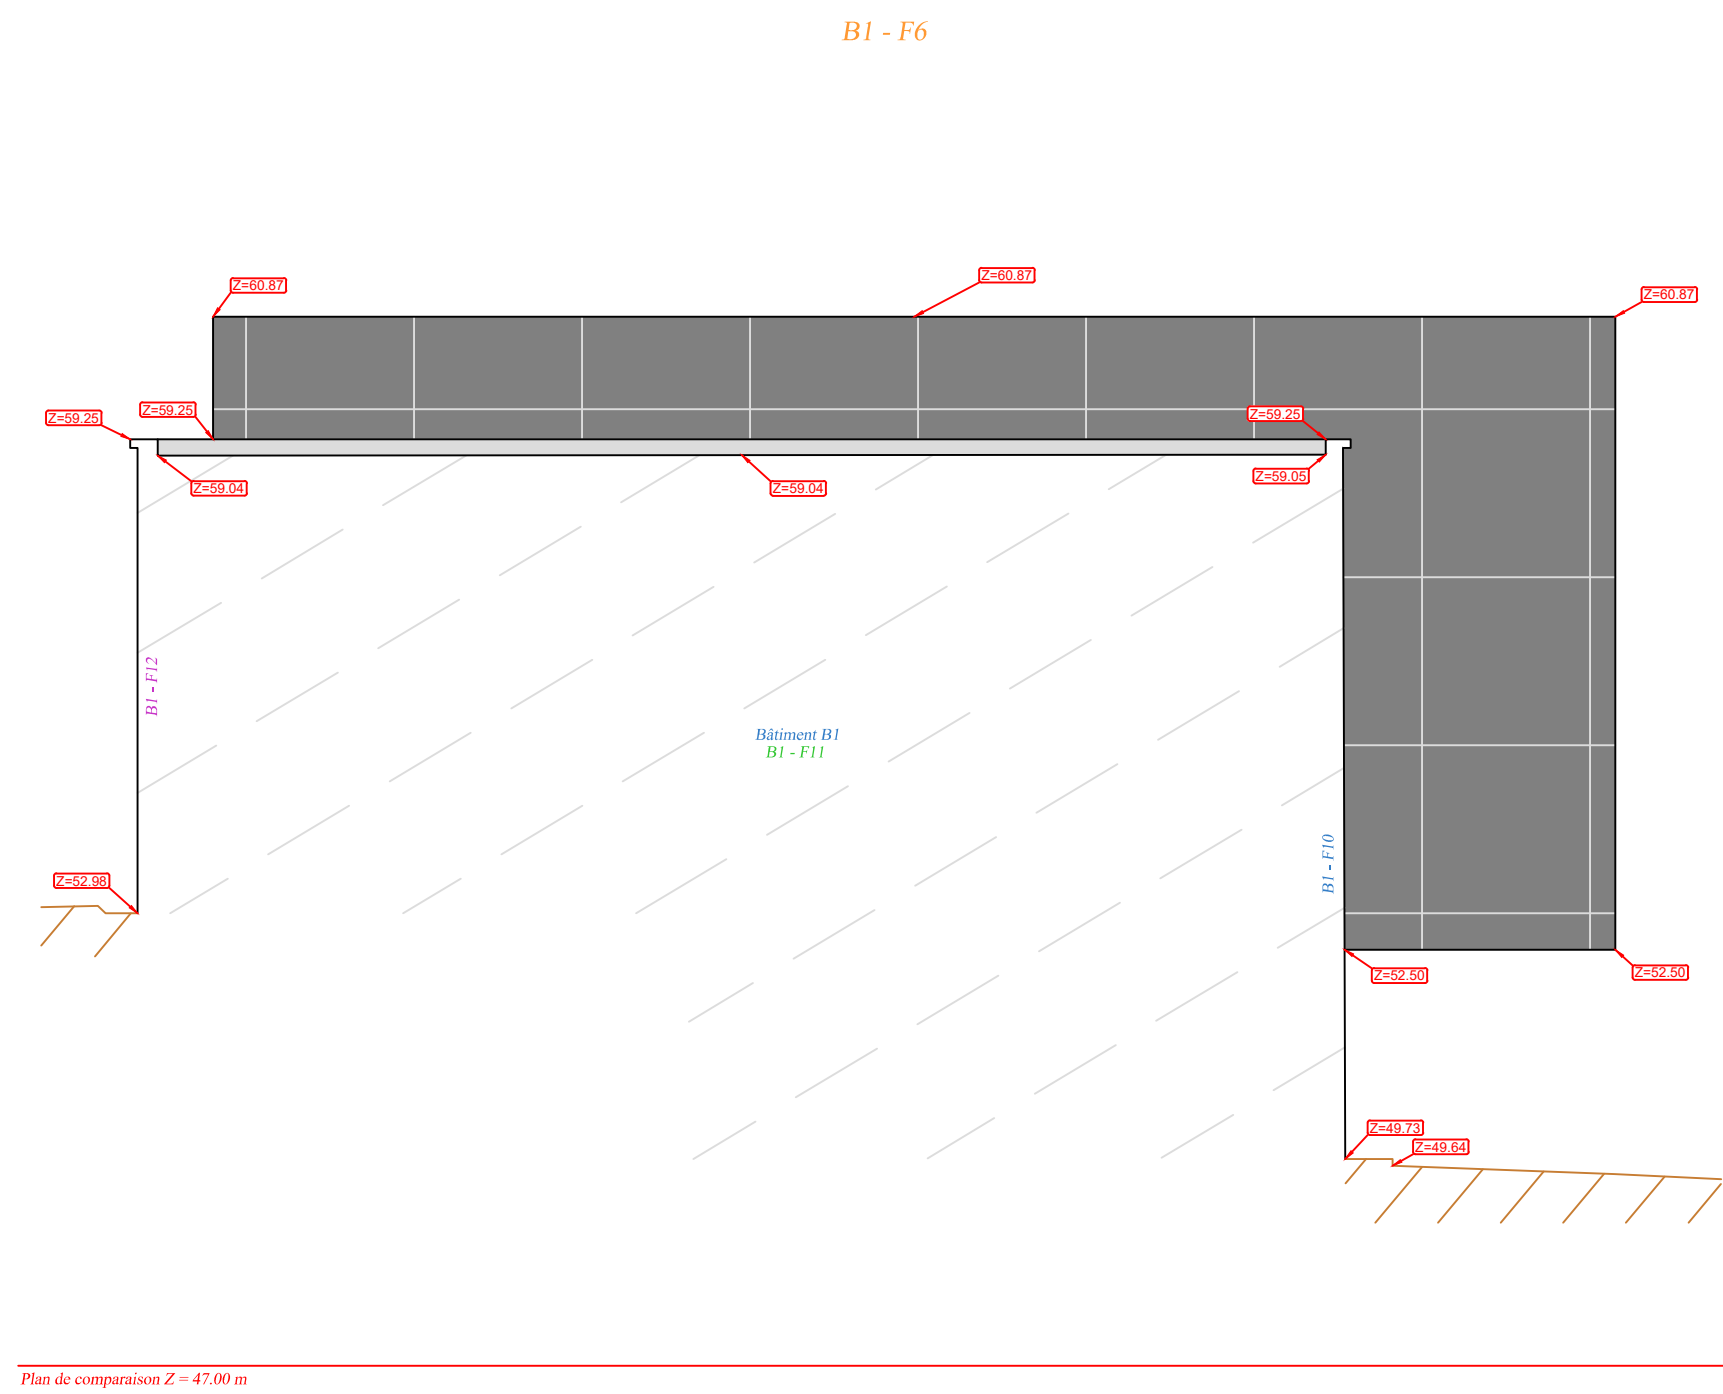 B1 - F6
Z=60.87
Z=60.87
Z=60.87
Z=59.25
Z=59.25
Z=59.25
Z=59.04
Z=59.04
Z=59.05
B1 - F12
Bâtiment B1
B1 - F11
B1 - F10
Z=52.98
Z=52.50
Z=52.50
Z=49.73
Z=49.64
Plan de comparaison Z = 47.00 m